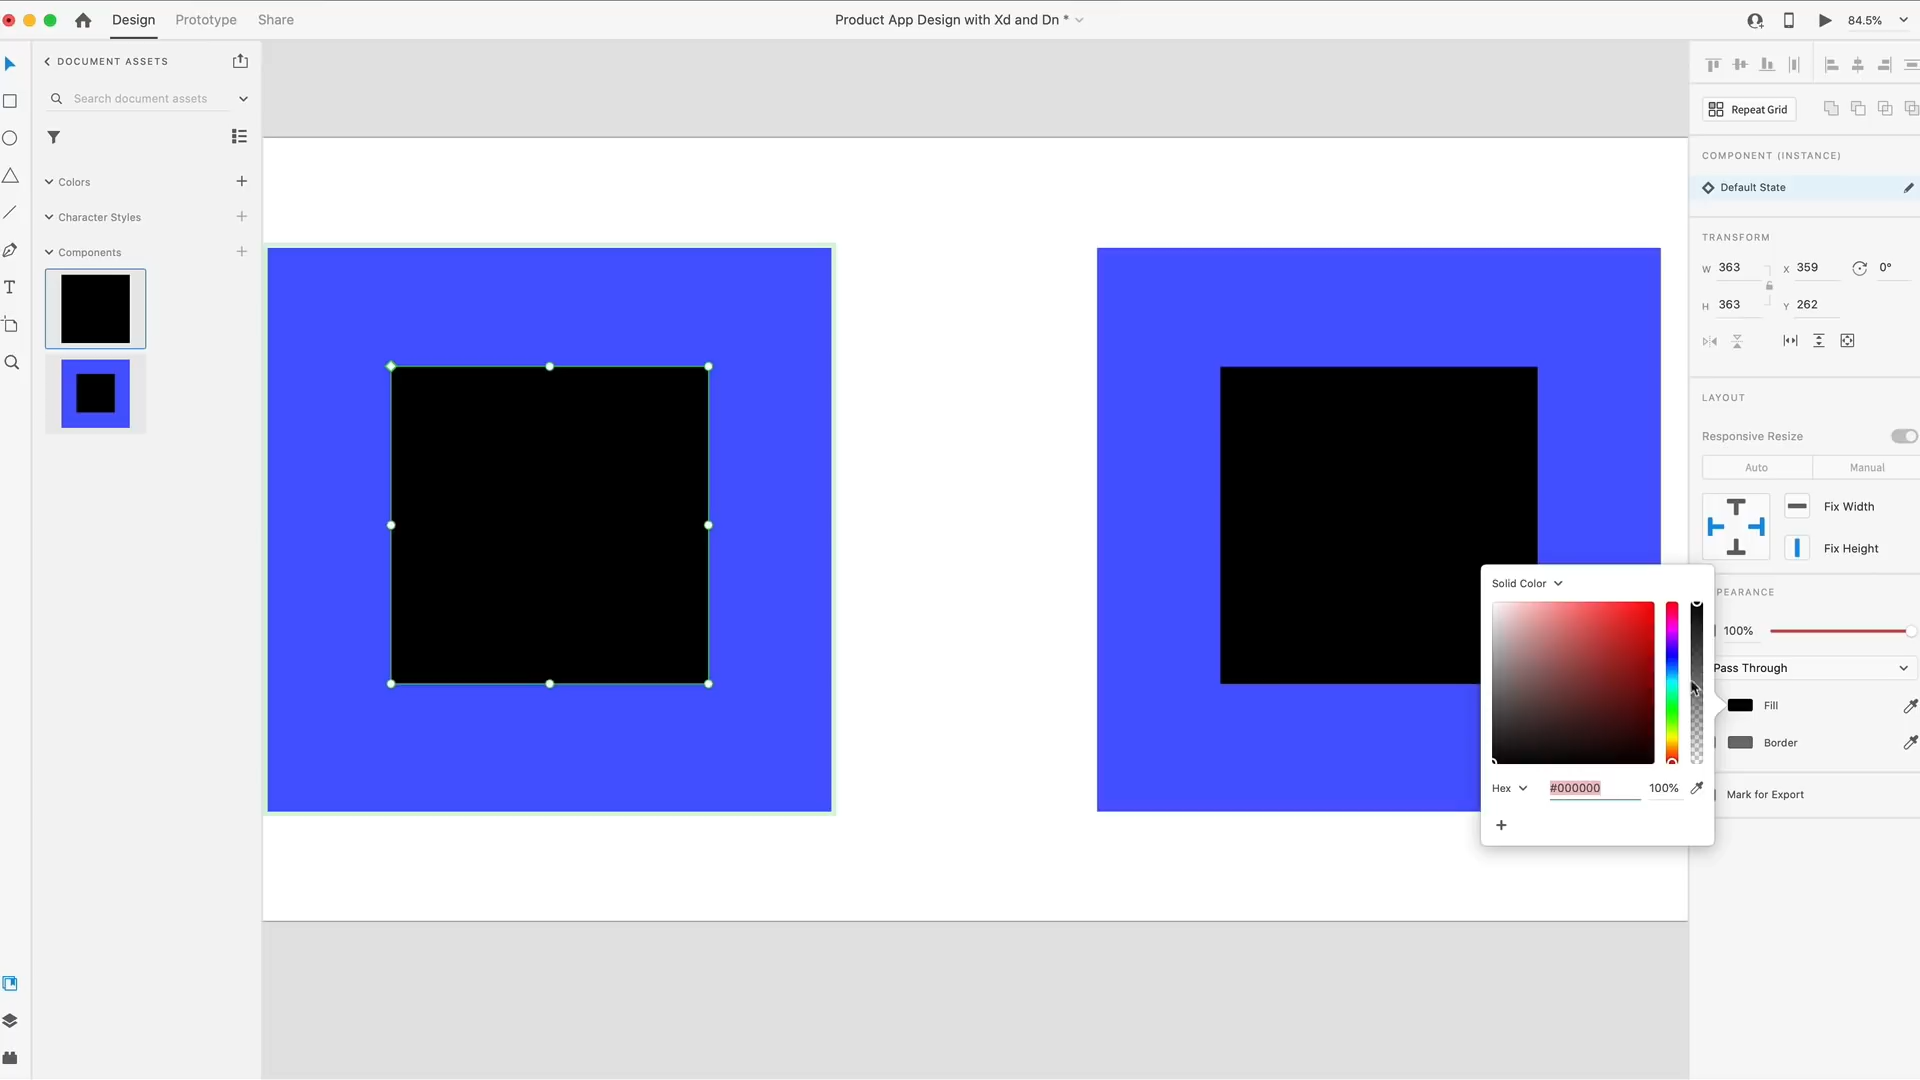 Design
Prototype
Share
Product App Design with Xd and Dn *
84.5%
DOCUMENT ASSETS
Search document assets
Colors
Character Styles
Components
Repeat Grid
COMPONENT (INSTANCE)
Default State
TRANSFORM
W 363
X 359
0°
H 363
Y 262
LAYOUT
Responsive Resize
Auto
Manual
Fix Width
Fix Height
Solid Color
PEARANCE
100%
Pass Through
Fill
Border
Hex
#000000
100%
Mark for Export